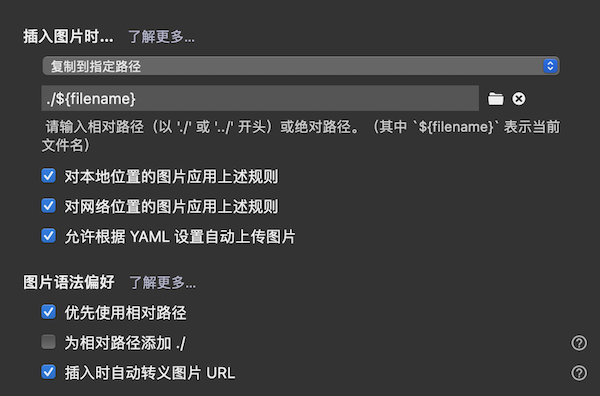 插入图片时... 了解更多...
复制到指定路径
./${filename}
请输入相对路径（以 './' 或 '../' 开头）或绝对路径。（其中 `${filename}` 表示当前
文件名）
对本地位置的图片应用上述规则
对网络位置的图片应用上述规则
允许根据 YAML 设置自动上传图片
图片语法偏好 了解更多...
优先使用相对路径
为相对路径添加 ./
插入时自动转义图片 URL